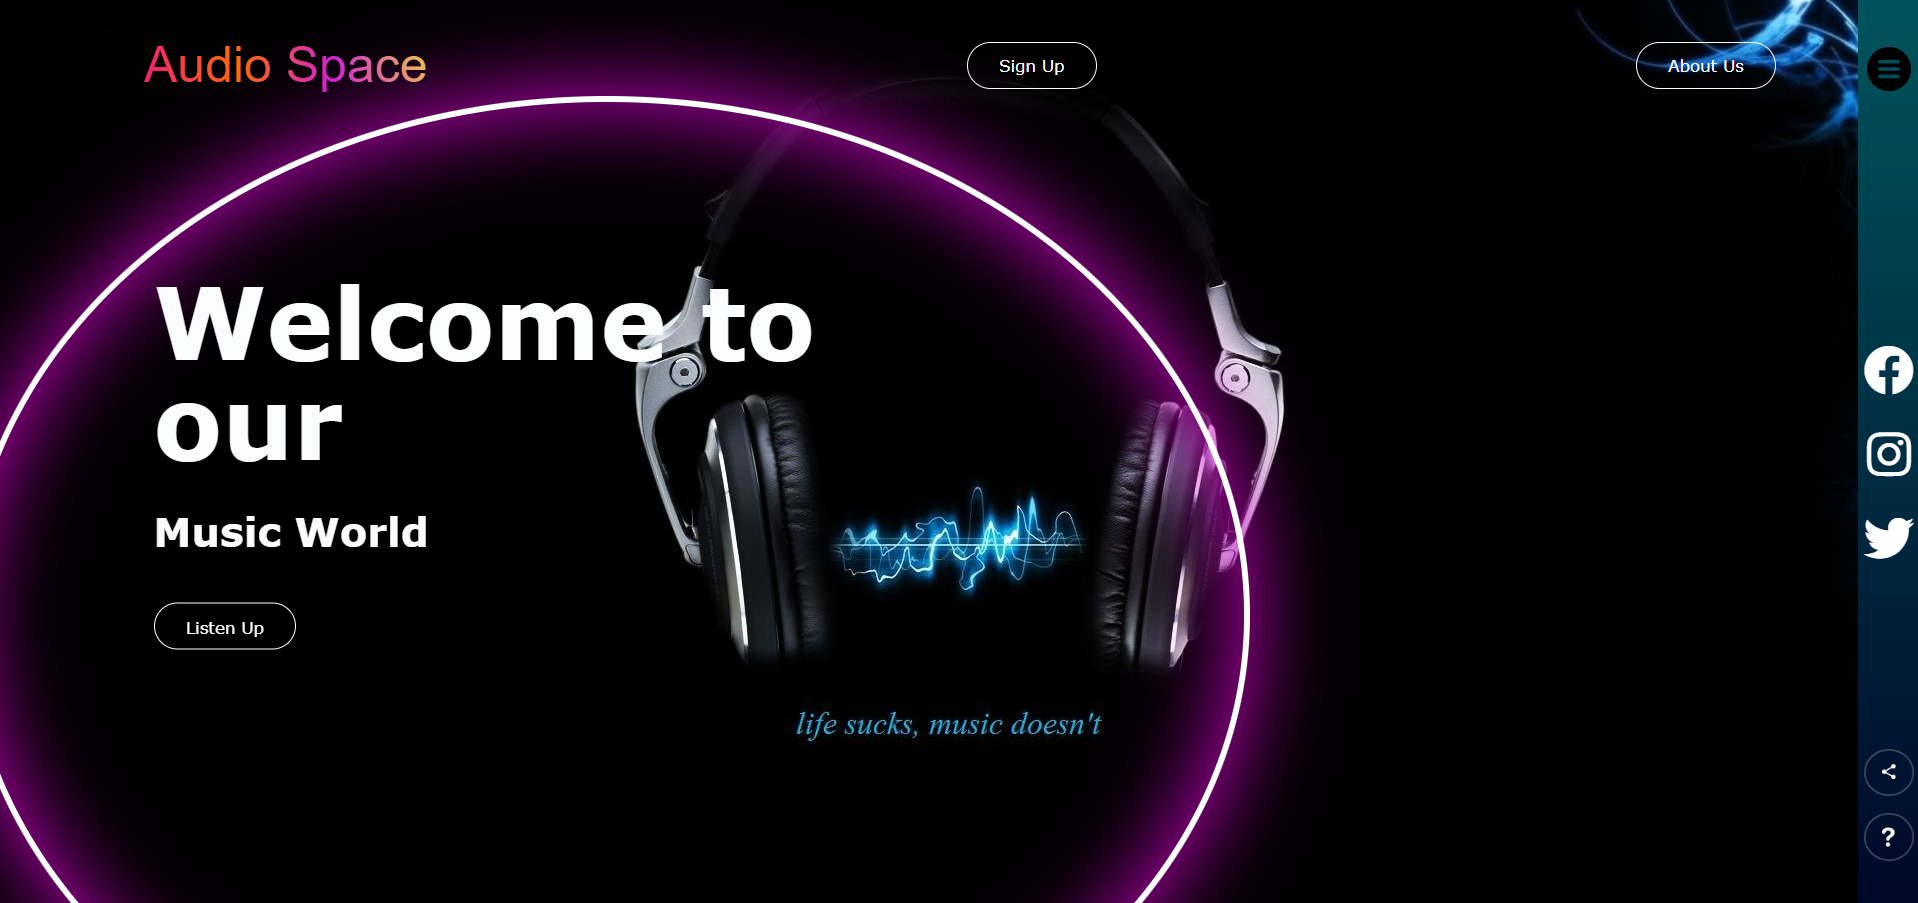 Audio Space
Sign Up
About Us
Welcome to
our
Music World
Listen Up
life sucks, music doesn't
?